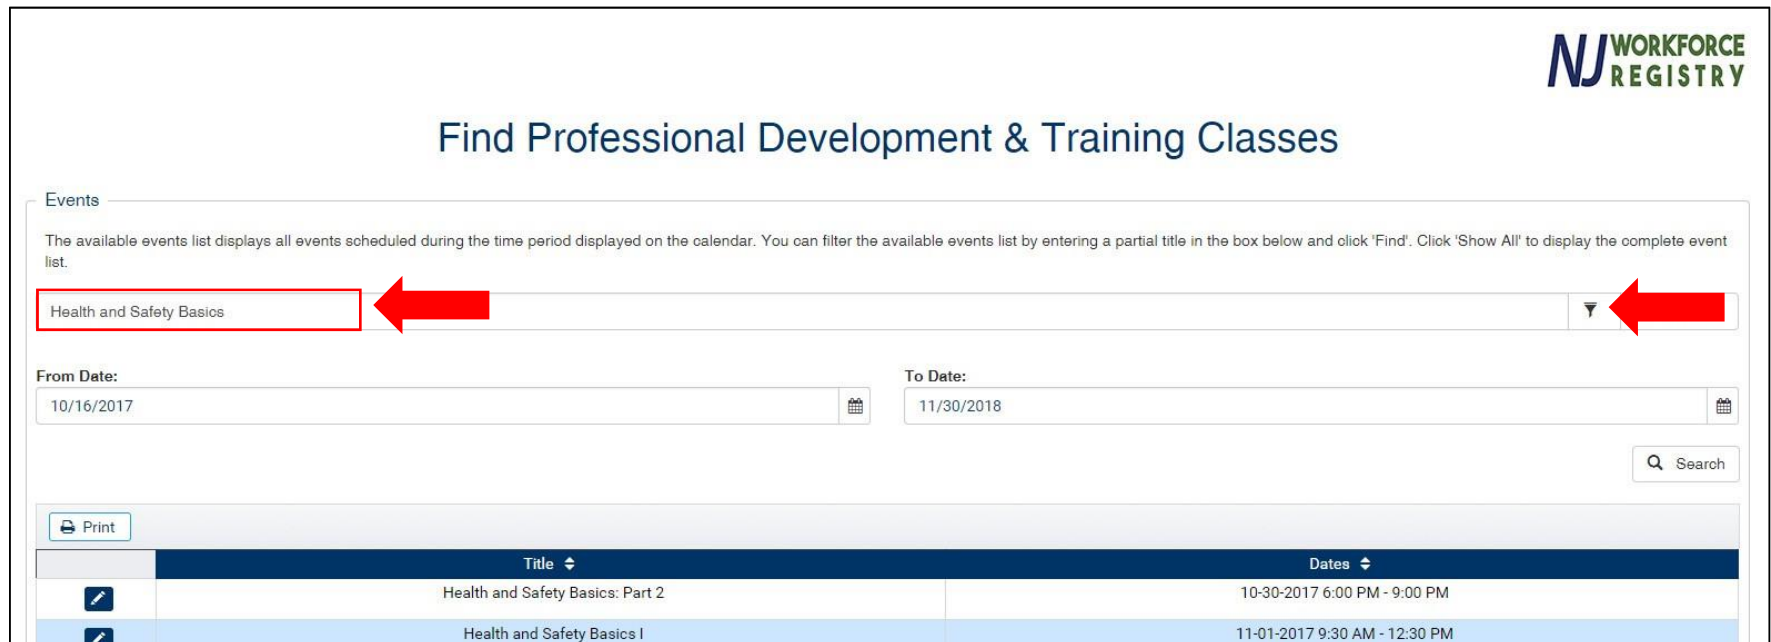 NJ WORKFORCE
REGISTRY
Find Professional Development & Training Classes
Events
The available events list displays all events scheduled during the time period displayed on the calendar. You can filter the available events list by entering a partial title in the box below and click 'Find'. Click 'Show All' to display the complete event
list.
Health and Safety Basics
From Date:
To Date:
10/16/2017
11/30/2018
Search
Print
Title
Dates
Health and Safety Basics: Part 2
10-30-2017 6:00 PM - 9:00 PM
Health and Safety Basics I
11-01-2017 9:30 AM - 12:30 PM